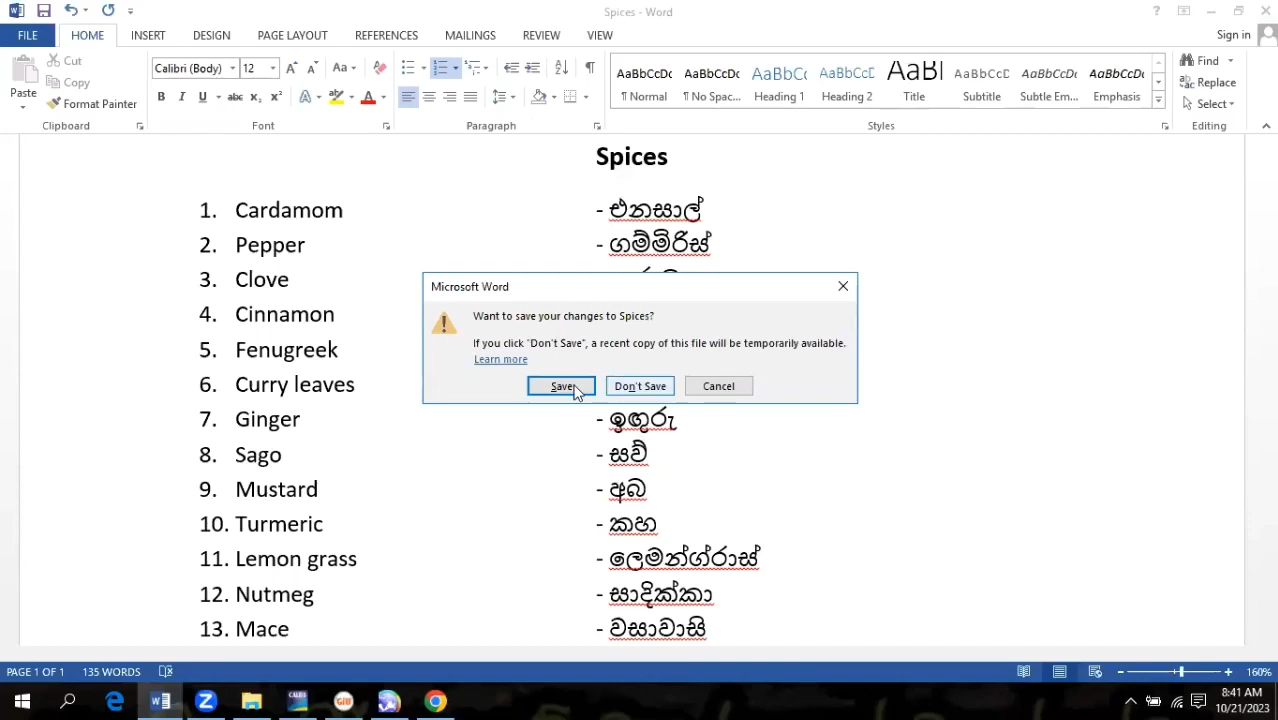 Spices - Word
? 
FILE HOME INSERT DESIGN PAGE LAYOUT REFERENCES MAILINGS REVIEW VIEW Sign in
Paste Cut Copy Format Painter
Calibri (Body) 12
Find Replace Select
AaBbCcDc AaBbCcDc AaBbCc AaBbCcC AaBl AaBbCcC AaBbCcDc AaBbCcDc
¶ Normal ¶ No Spac... Heading 1 Heading 2 Title Subtitle Subtle Em... Emphasis
Clipboard Font Paragraph Styles Editing
Spices
1. Cardamom - එනසාල්
2. Pepper - ගම්මිරිස්
3. Clove
4. Cinnamon
5. Fenugreek
6. Curry leaves
Microsoft Word
Want to save your changes to Spices?
If you click "Don't Save", a recent copy of this file will be temporarily available.
Learn more
Save Don't Save Cancel
7. Ginger - ඉඟුරු
8. Sago - සව්
9. Mustard - අබ
10. Turmeric - කහ
11. Lemon grass - ලෙමන්ග්රාස්
12. Nutmeg - සාදික්කා
13. Mace - වසාවාසි
PAGE 1 OF 1 135 WORDS 160%
8:41 AM
10/21/2023